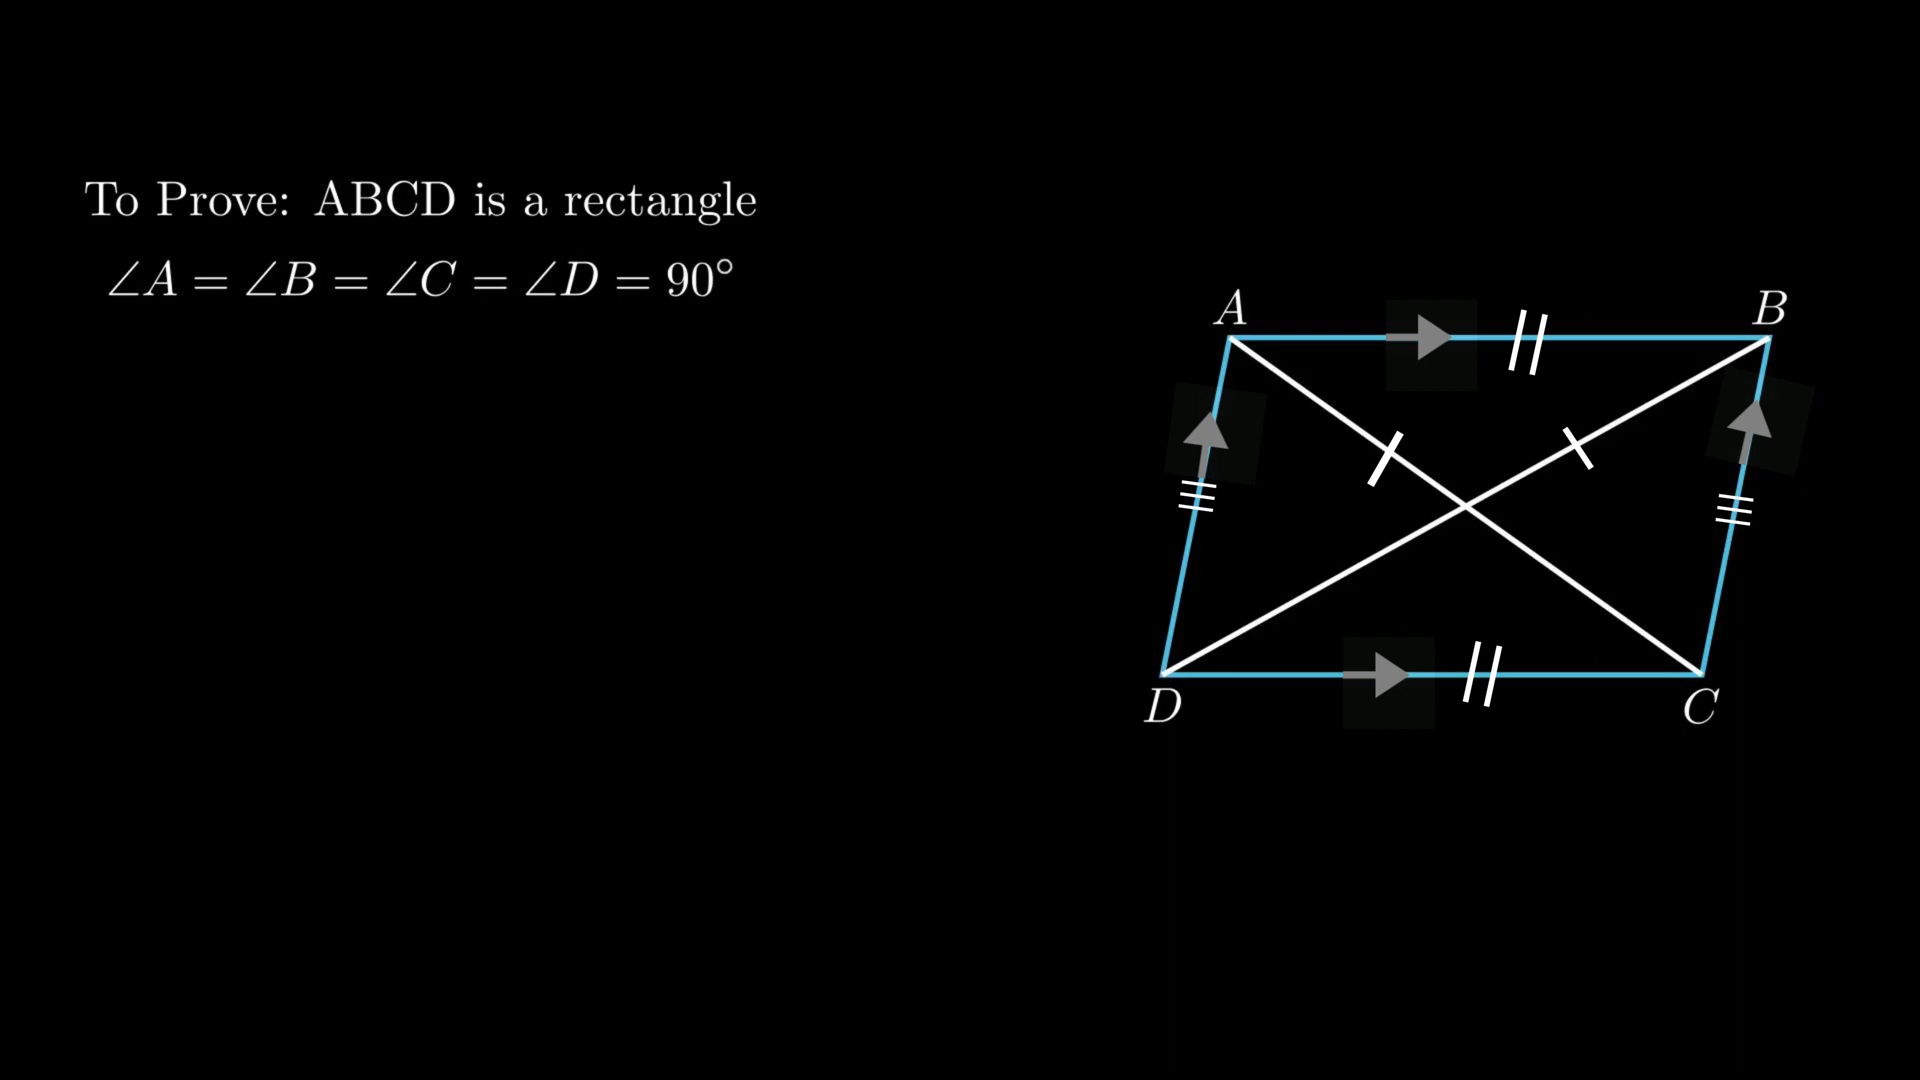 To Prove: ABCD is a rectangle
∠A = ∠B = ∠C = ∠D = 90°
A
B
D
C